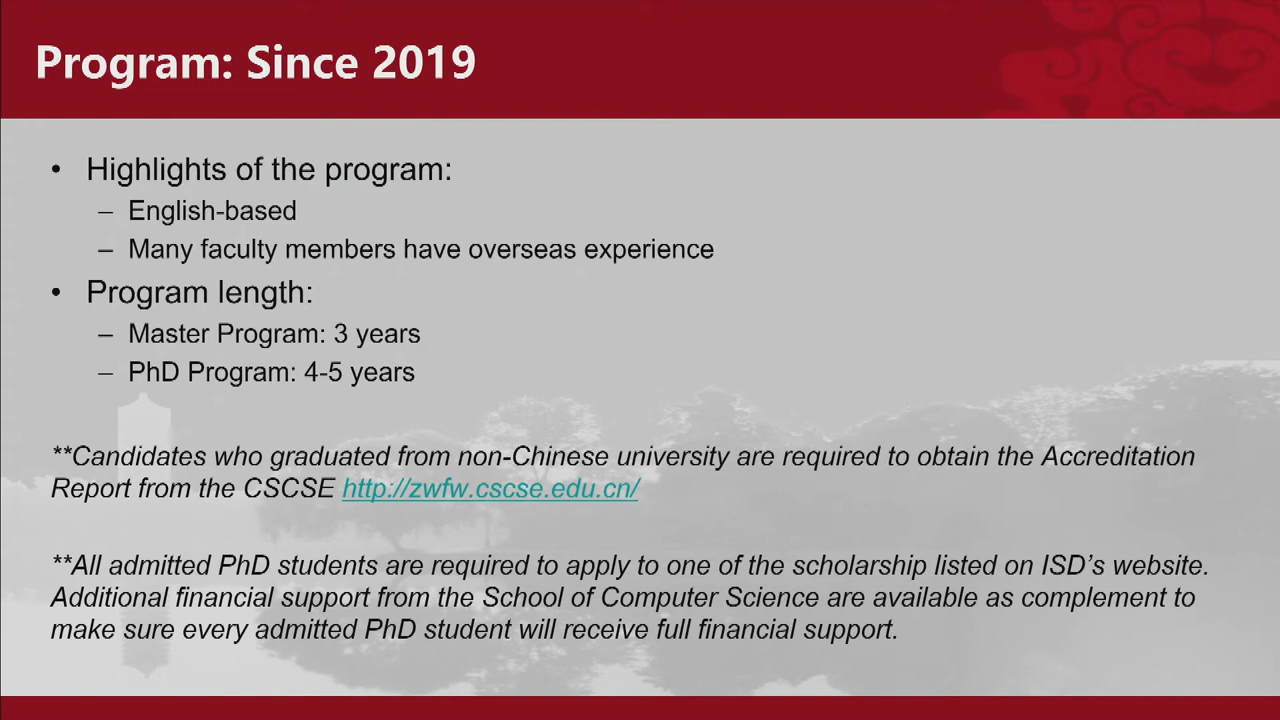 Program: Since 2019
• Highlights of the program:
– English-based
– Many faculty members have overseas experience
• Program length:
– Master Program: 3 years
– PhD Program: 4-5 years
**Candidates who graduated from non-Chinese university are required to obtain the Accreditation
Report from the CSCSE http://zwfw.cscse.edu.cn/
**All admitted PhD students are required to apply to one of the scholarship listed on ISD's website.
Additional financial support from the School of Computer Science are available as complement to
make sure every admitted PhD student will receive full financial support.